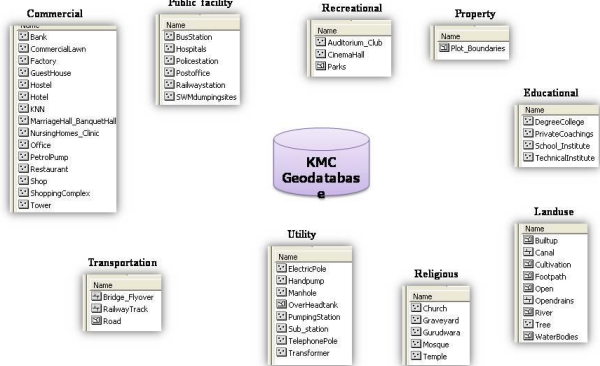 Commercial
Name
Bank
CommercialLawn
Factory
GuestHouse
Hostel
Hotel
KNN
MarriageHall_BanquetHall
NursingHomes_Clinic
Office
PetrolPump
Restaurant
Shop
ShoppingComplex
Tower
Public facility
Name
BusStation
Hospitals
Policestation
Postoffice
Railwaystation
SWMdumpingsites
Recreational
Name
Auditorium_Club
CinemaHall
Parks
Property
Name
Plot_Boundaries
Educational
Name
DegreeCollege
PrivateCoachings
School_Institute
TechnicalInstitute
KMC
Geodatabas
e
Transportation
Name
Bridge_Flyover
RailwayTrack
Road
Utility
Name
ElectricPole
Handpump
Manhole
OverHeadtank
PumpingStation
Sub_station
TelephonePole
Transformer
Religious
Name
Church
Graveyard
Gurudwara
Mosque
Temple
Landuse
Name
Builtup
Canal
Cultivation
Footpath
Open
Opendrains
River
Tree
WaterBodies